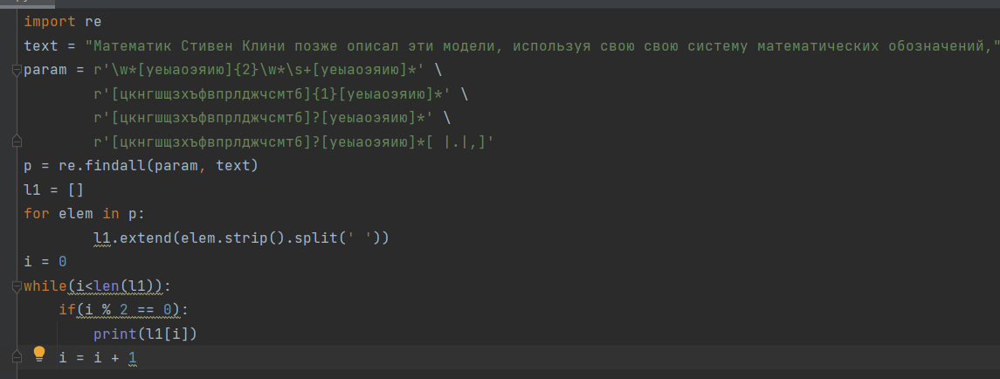 import re
text = "Математик Стивен Клини позже описал эти модели, используя свою свою систему математических обозначений,"
param = r'\w*[уеыаоэяию]{2}\w*\s+[уеыаоэяию]*' \
r'[цкнгшщзхъфвпрлджчсмтб]{1}[уеыаоэяию]*' \
r'[цкнгшщзхъфвпрлджчсмтб]?[уеыаоэяию]*' \
r'[цкнгшщзхъфвпрлджчсмтб]?[уеыаоэяию]*[ |.|,]'
p = re.findall(param, text)
l1 = []
for elem in p:
l1.extend(elem.strip().split(' '))
i = 0
while(i<len(l1)):
if(i % 2 == 0):
print(l1[i])
i = i + 1